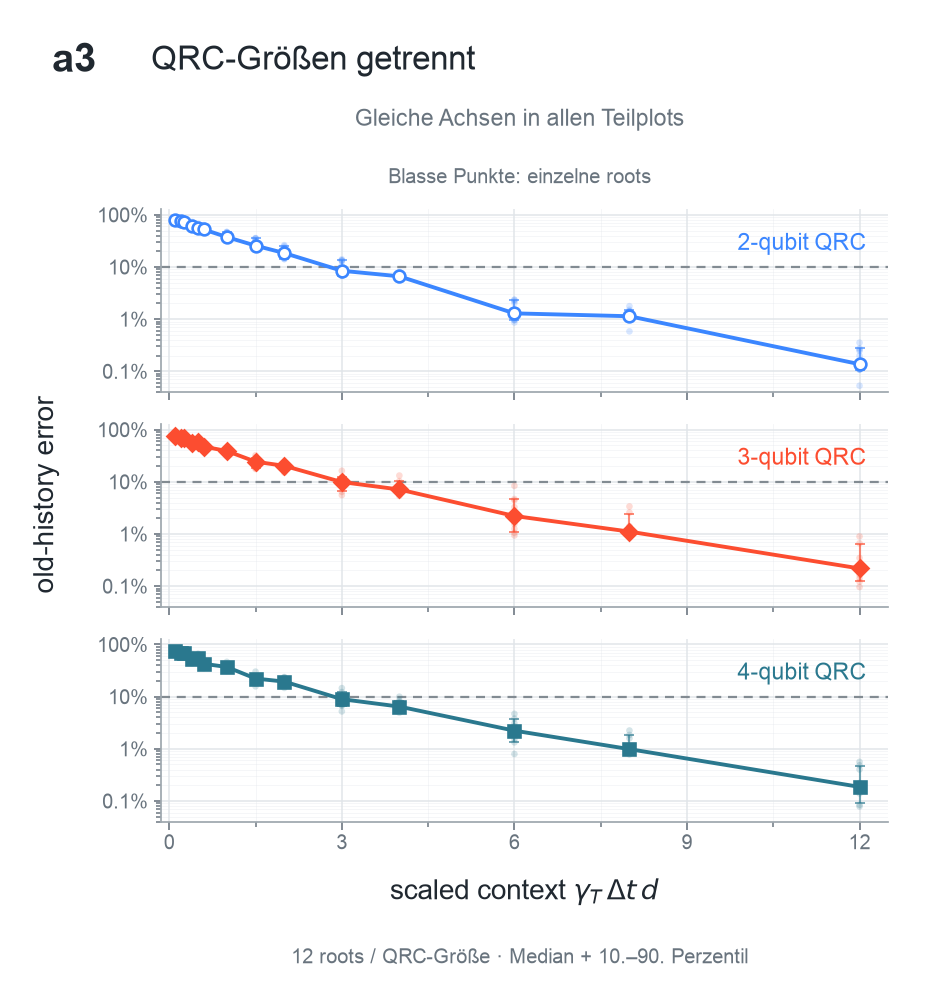 a3 QRC-Größen getrennt
Gleiche Achsen in allen Teilplots
Blasse Punkte: einzelne roots
100%
2-qubit QRC
10%
1%
0.1%
100%
3-qubit QRC
10%
1%
0.1%
100%
4-qubit QRC
10%
1%
0.1%
old-history error
0 3 6 9 12
scaled context γ_T Δt d
12 roots / QRC-Größe · Median + 10.–90. Perzentil